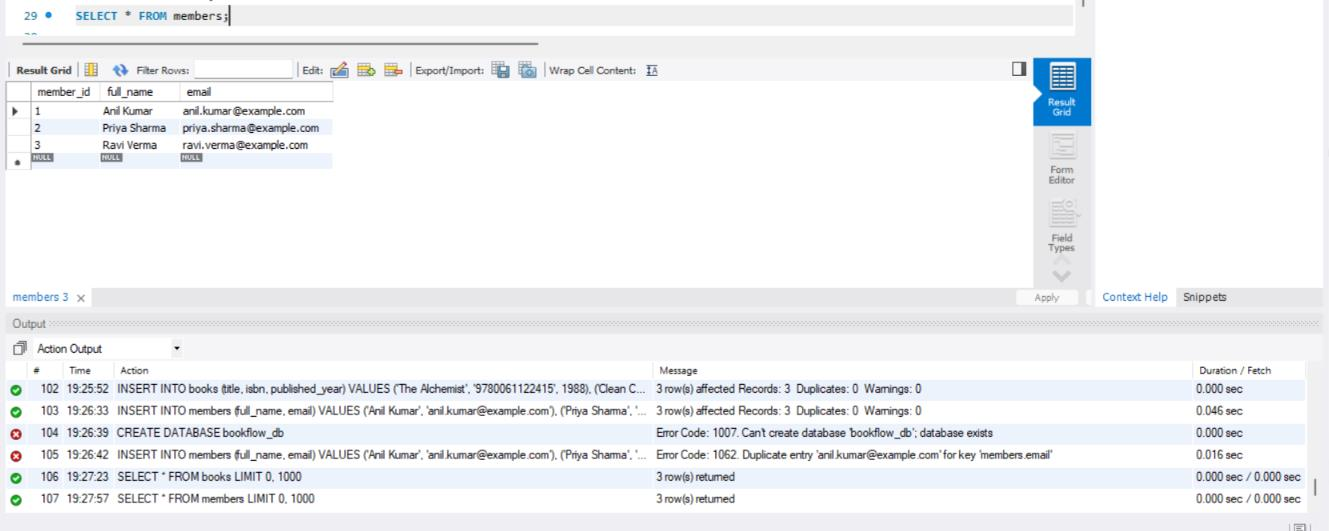 29 SELECT * FROM members;
Result Grid Filter Rows: Edit: Export/Import: Wrap Cell Content:
member_id full_name email
1 Anil Kumar anil.kumar@example.com
2 Priya Sharma priya.sharma@example.com
3 Ravi Verma ravi.verma@example.com
NULL NULL NULL
Result
Grid
Form
Editor
Field
Types
members 3 Apply Context Help Snippets
Output
Action Output
# Time Action Message Duration / Fetch
102 19:25:52 INSERT INTO books (title, isbn, published_year) VALUES ('The Alchemist', '9780061122415', 1988), ('Clean C... 3 row(s) affected Records: 3 Duplicates: 0 Warnings: 0 0.000 sec
103 19:26:33 INSERT INTO members (full_name, email) VALUES ('Anil Kumar', 'anil.kumar@example.com'), ('Priya Sharma', '... 3 row(s) affected Records: 3 Duplicates: 0 Warnings: 0 0.046 sec
104 19:26:39 CREATE DATABASE bookflow_db Error Code: 1007. Can't create database 'bookflow_db'; database exists 0.000 sec
105 19:26:42 INSERT INTO members (full_name, email) VALUES ('Anil Kumar', 'anil.kumar@example.com'), ('Priya Sharma', '... Error Code: 1062. Duplicate entry 'anil.kumar@example.com' for key 'members.email' 0.016 sec
106 19:27:23 SELECT * FROM books LIMIT 0, 1000 3 row(s) returned 0.000 sec / 0.000 sec
107 19:27:57 SELECT * FROM members LIMIT 0, 1000 3 row(s) returned 0.000 sec / 0.000 sec